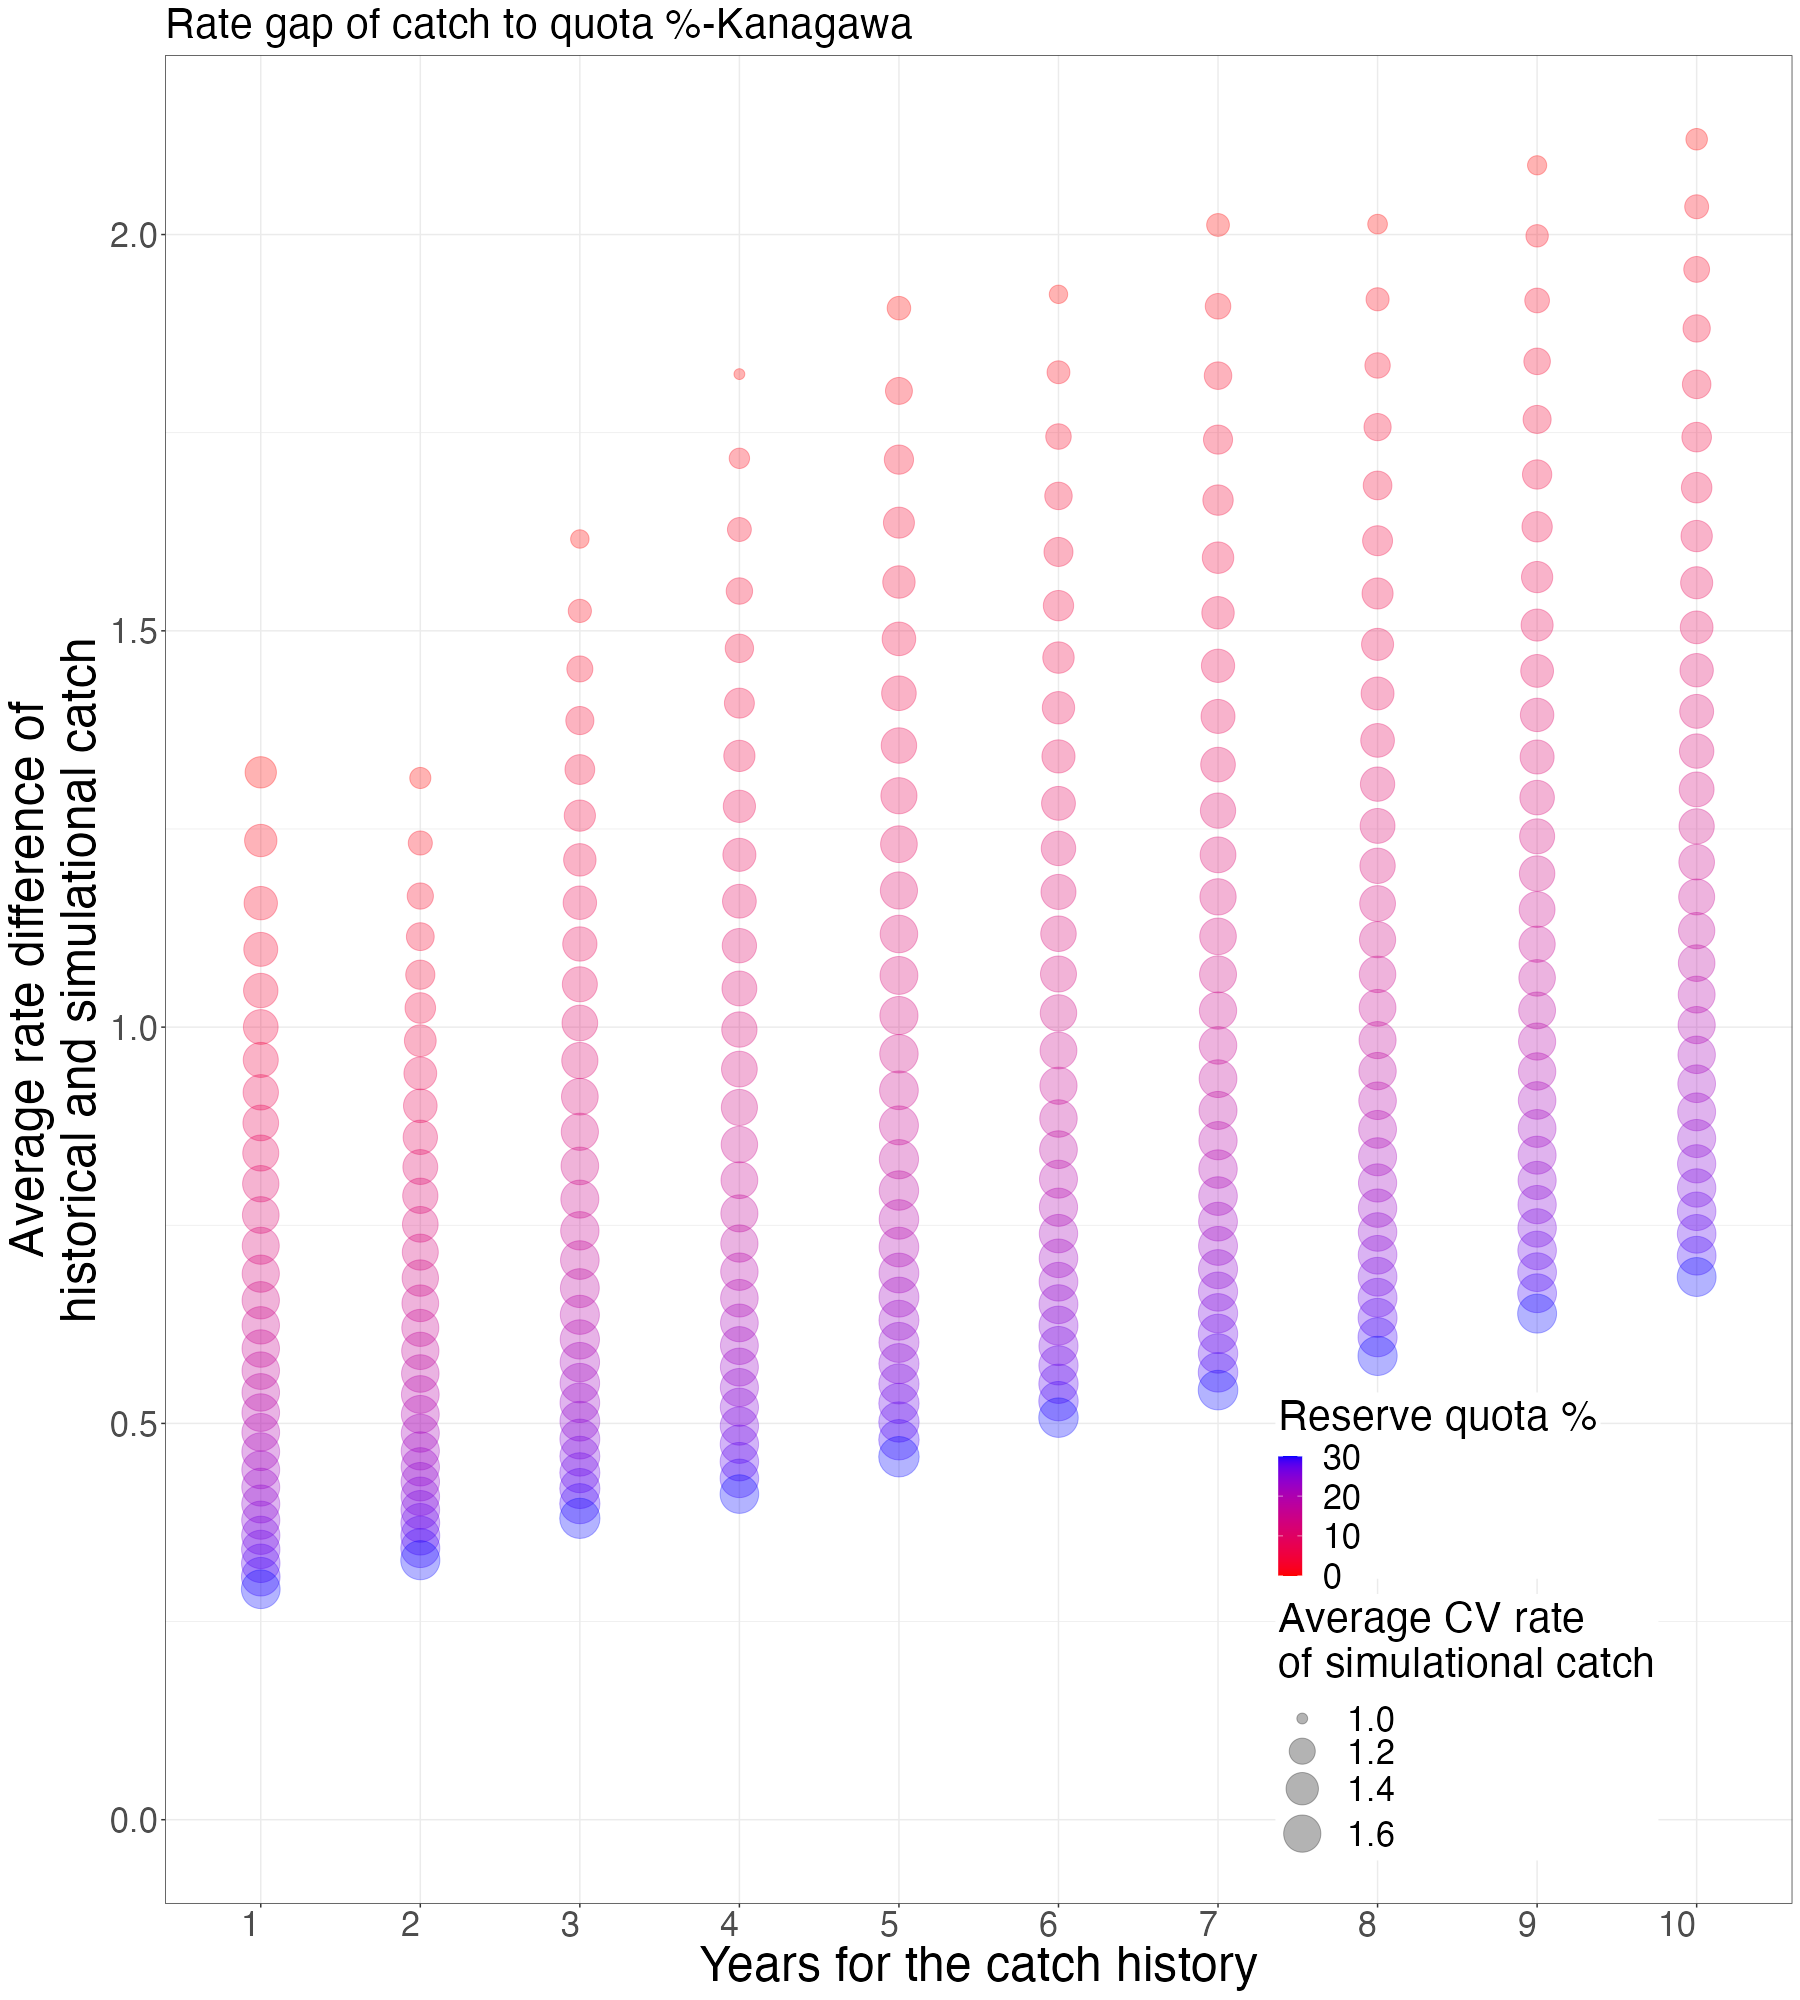 Rate gap of catch to quota %-Kanagawa
Average rate difference of
historical and simulational catch
2.0
1.5
1.0
0.5
0.0
Reserve quota %
30
20
10
0
Average CV rate
of simulational catch
1.0
1.2
1.4
1.6
1 2 3 4 5 6 7 8 9 10
Years for the catch history